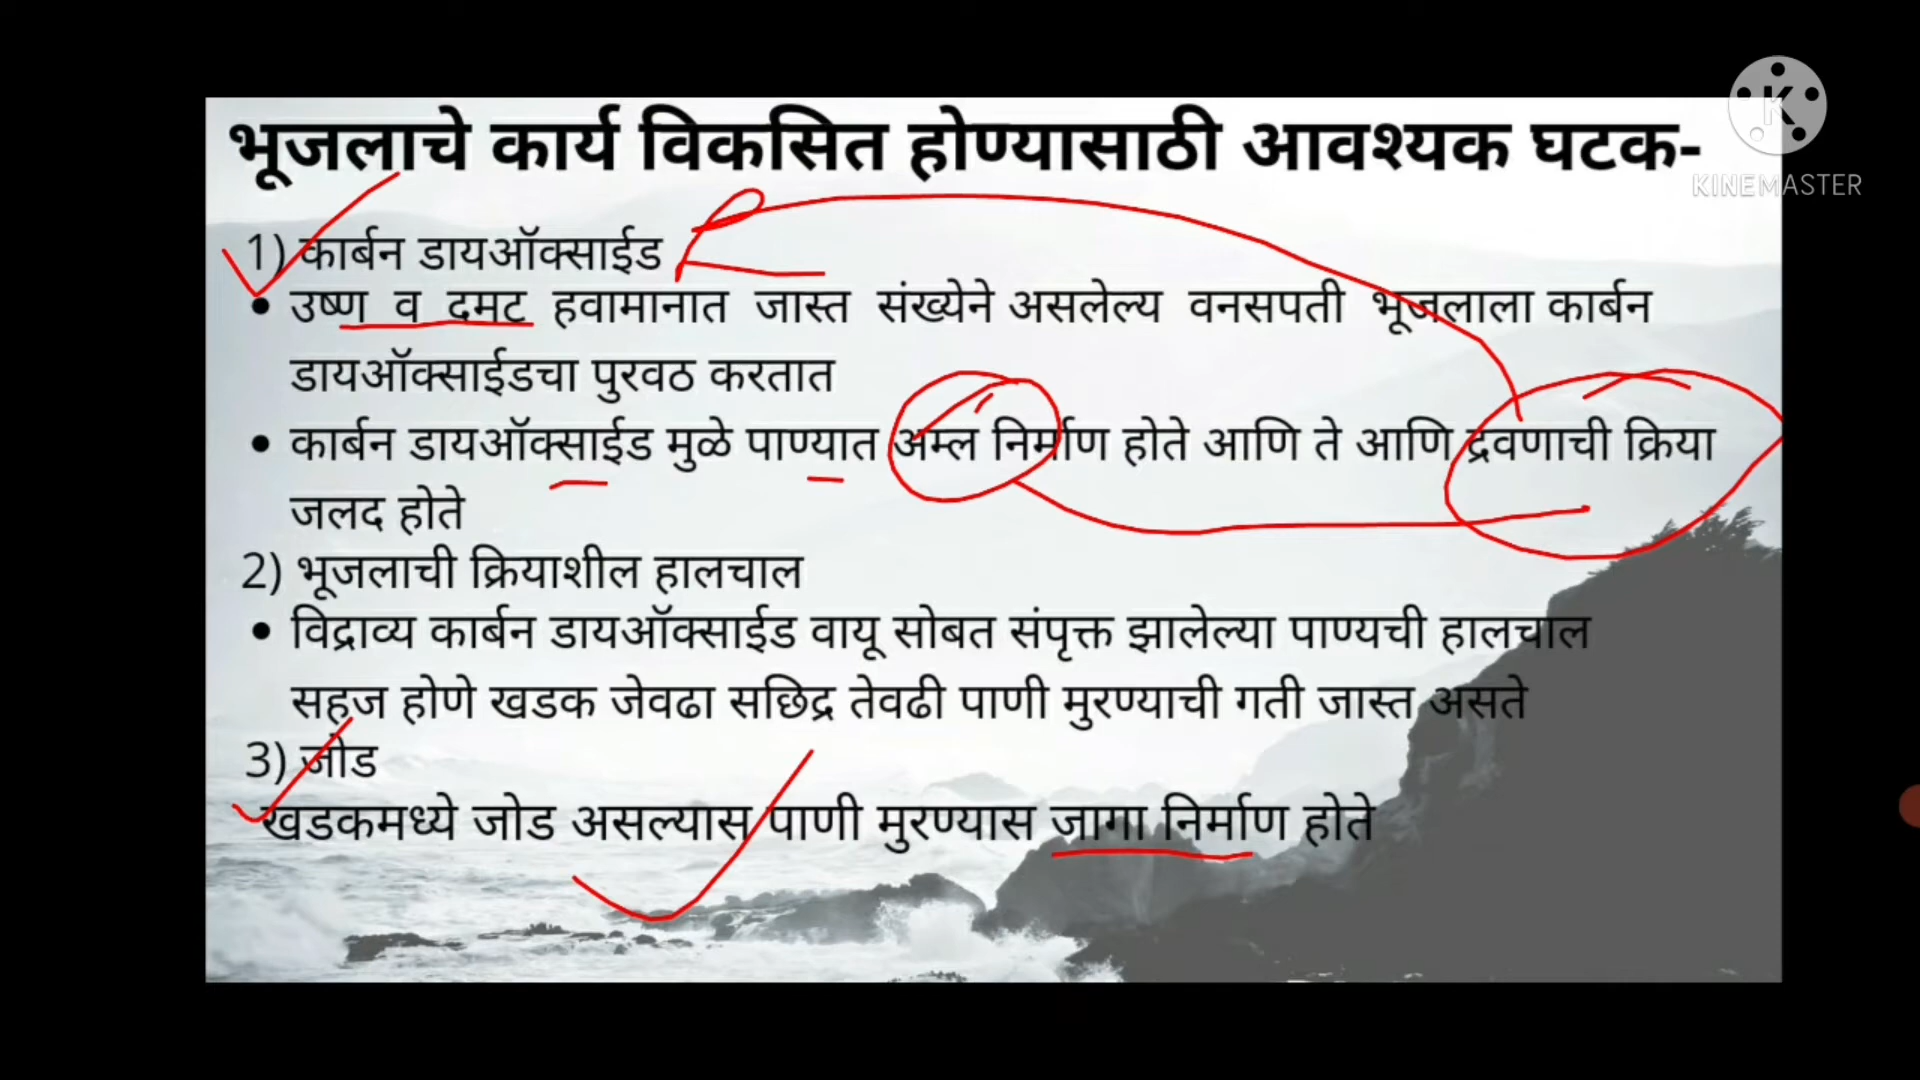 भूजलाचे कार्य विकसित होण्यासाठी आवश्यक घटक-
K
KINEMASTER
1) कार्बन डायऑक्साईड
• उष्ण व दमट हवामानात जास्त संख्येने असलेल्य वनसपती भूजलाला कार्बन
डायऑक्साईडचा पुरवठ करतात
• कार्बन डायऑक्साईड मुळे पाण्यात अम्ल निर्माण होते आणि ते आणि द्रवणाची क्रिया
जलद होते
2) भूजलाची क्रियाशील हालचाल
• विद्राव्य कार्बन डायऑक्साईड वायू सोबत संपृक्त झालेल्या पाण्यची हालचाल
सहज होणे खडक जेवढा सछिद्र तेवढी पाणी मुरण्याची गती जास्त असते
3) जोड
खडकमध्ये जोड असल्यास पाणी मुरण्यास जागा निर्माण होते